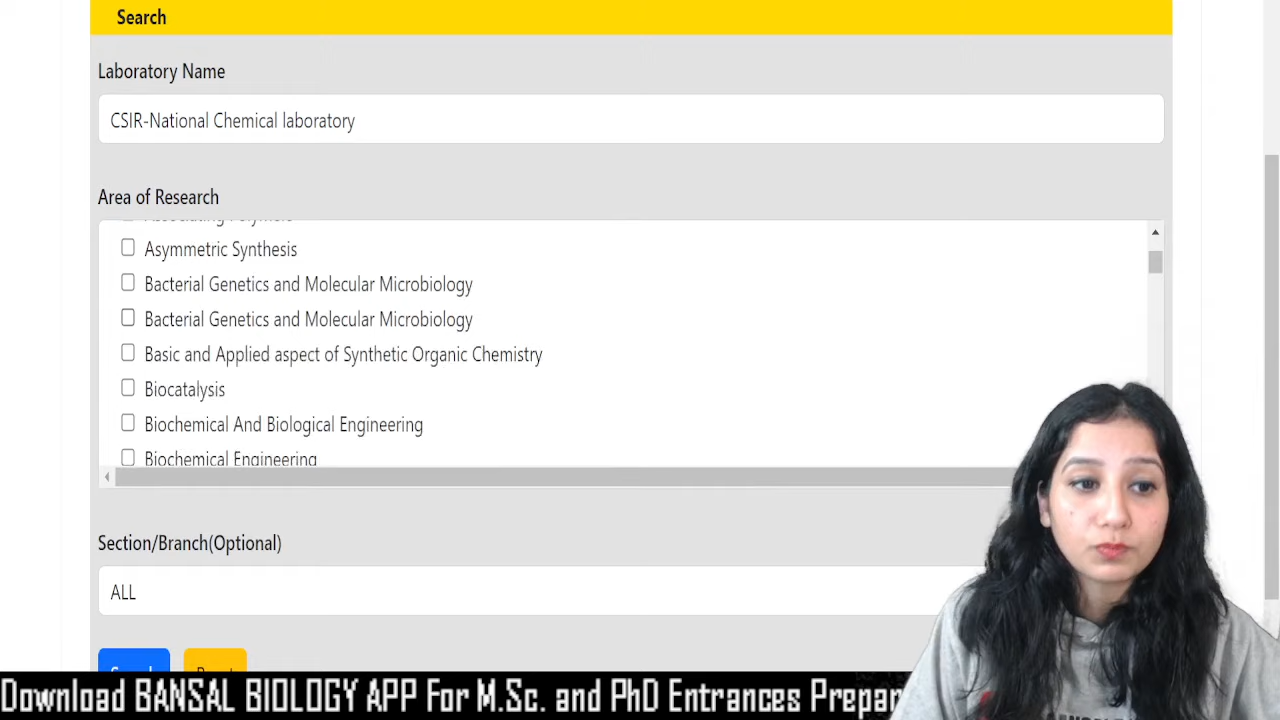 Search
Laboratory Name
CSIR-National Chemical laboratory
Area of Research
Asymmetric Synthesis
Bacterial Genetics and Molecular Microbiology
Bacterial Genetics and Molecular Microbiology
Basic and Applied aspect of Synthetic Organic Chemistry
Biocatalysis
Biochemical And Biological Engineering
Biochemical Engineering
Section/Branch(Optional)
ALL
Download BANSAL BIOLOGY APP For M.Sc. and PhD Entrances